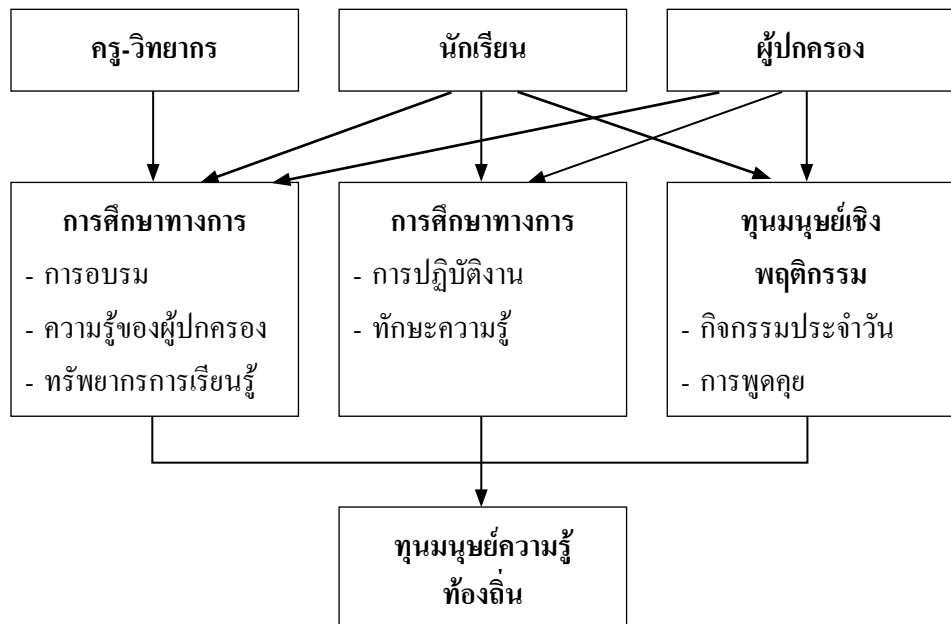 ครู-วิทยากร
นักเรียน
ผู้ปกครอง
การศึกษาทางการ
- การอบรม
- ความรู้ของผู้ปกครอง
- ทรัพยากรการเรียนรู้
การศึกษาทางการ
- การปฏิบัติงาน
- ทักษะความรู้
ทุนมนุษย์เชิง
พฤติกรรม
- กิจกรรมประจำวัน
- การพูดคุย
ทุนมนุษย์ความรู้
ท้องถิ่น